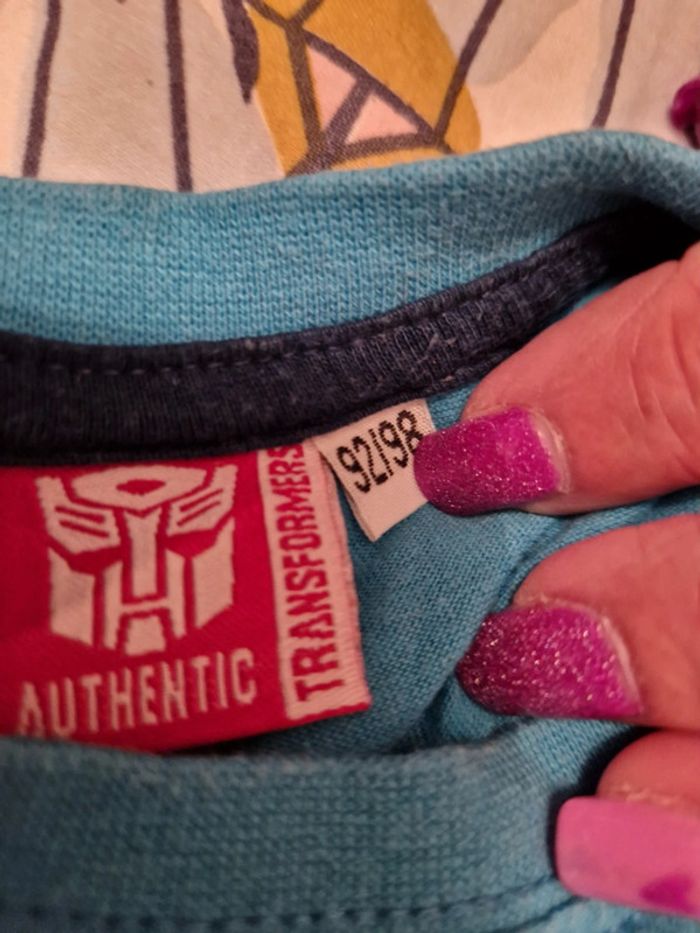 92/98
TRANSFORMERS
AUTHENTIC